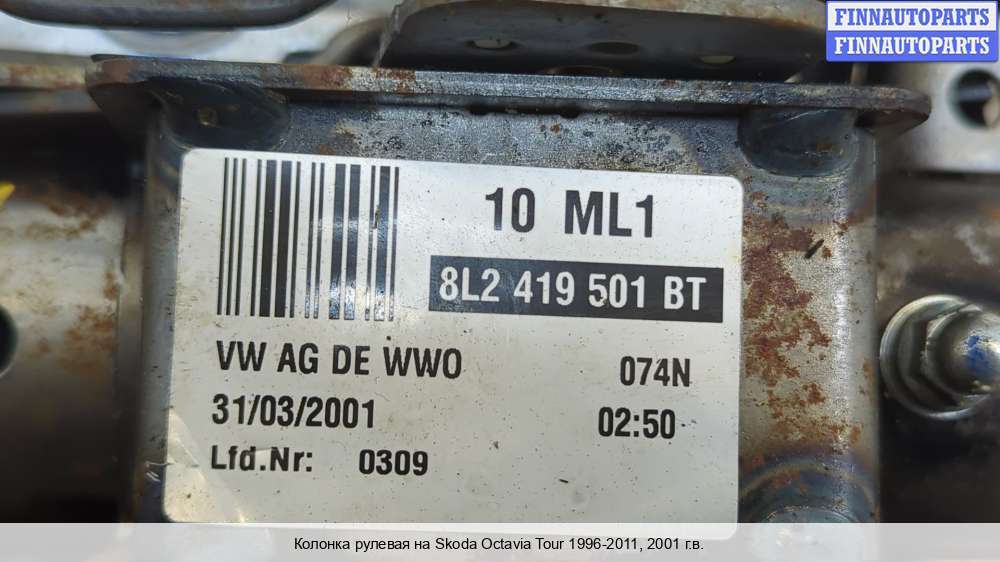 FINNAUTOPARTS
FINNAUTOPARTS
10 ML1
8L2 419 501 BT
VW AG DE WWO 074N
31/03/2001 02:50
Lfd.Nr: 0309
Колонка рулевая на Skoda Octavia Tour 1996-2011, 2001 г.в.